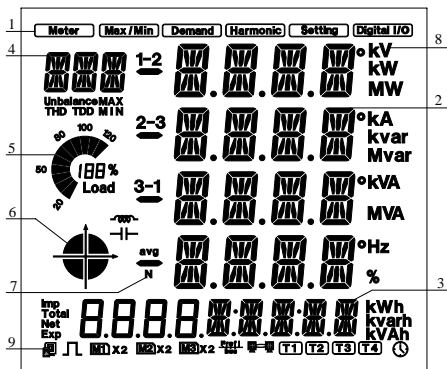 1 Meter Max/Min Demand Harmonic Setting Digital I/O
4 1-2 kV 8
kW
MW
Unbalance MAX
THD TDD MIN
2-3 kA 2
kvar
Mvar
80 100 120
5 50 188%
Load
20
3-1 kVA
MVA
6
avg Hz
N %
7 3
Imp
Total
Net
Exp
kWh
kvarh
kVAh
9 M1 X2 M2 X2 M3 X2 T1 T2 T3 T4